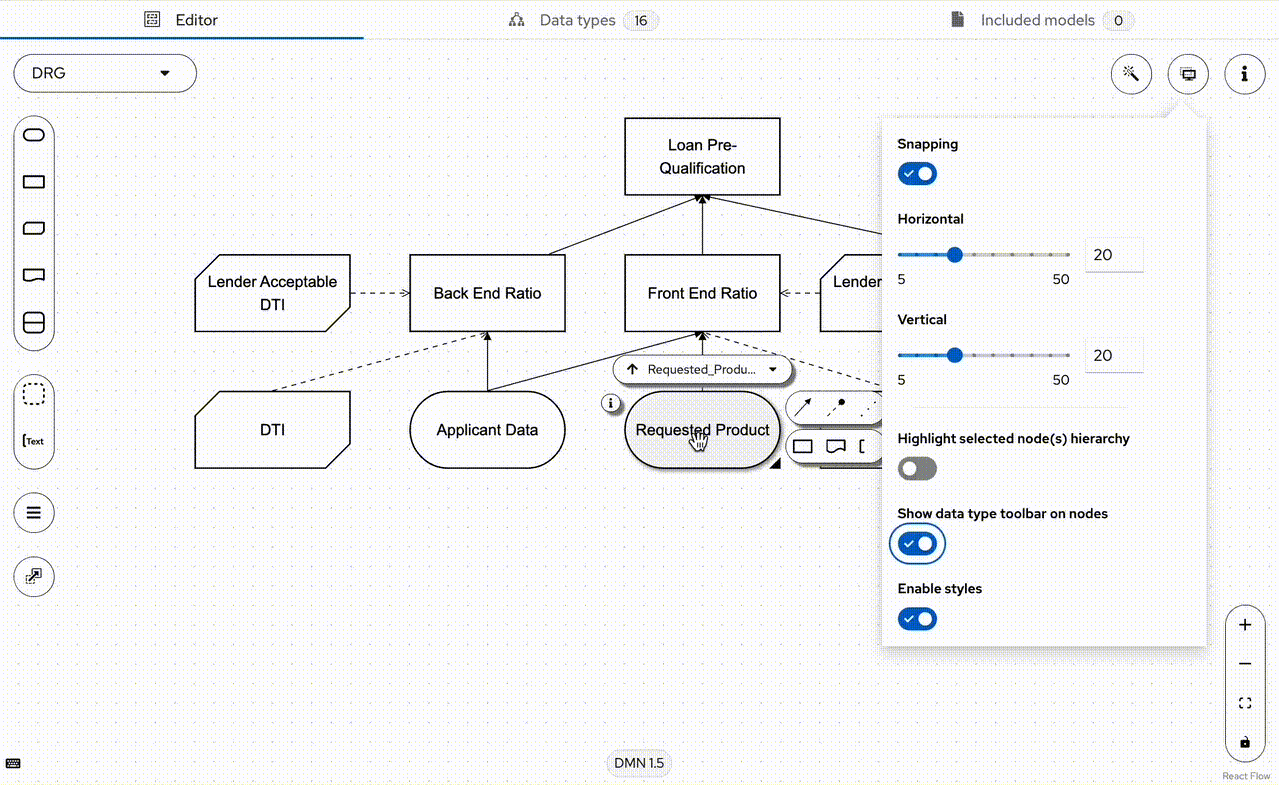 Editor
Data types 16
Included models 0
DRG
Loan Pre-
Qualification
Snapping
Horizontal
20
5 50
Vertical
20
5 50
Lender Acceptable
DTI
Back End Ratio
Front End Ratio
Lender
Requested_Produ...
DTI
Applicant Data
Requested Product
[Text
[
Highlight selected node(s) hierarchy
Show data type toolbar on nodes
Enable styles
DMN 1.5
React Flow